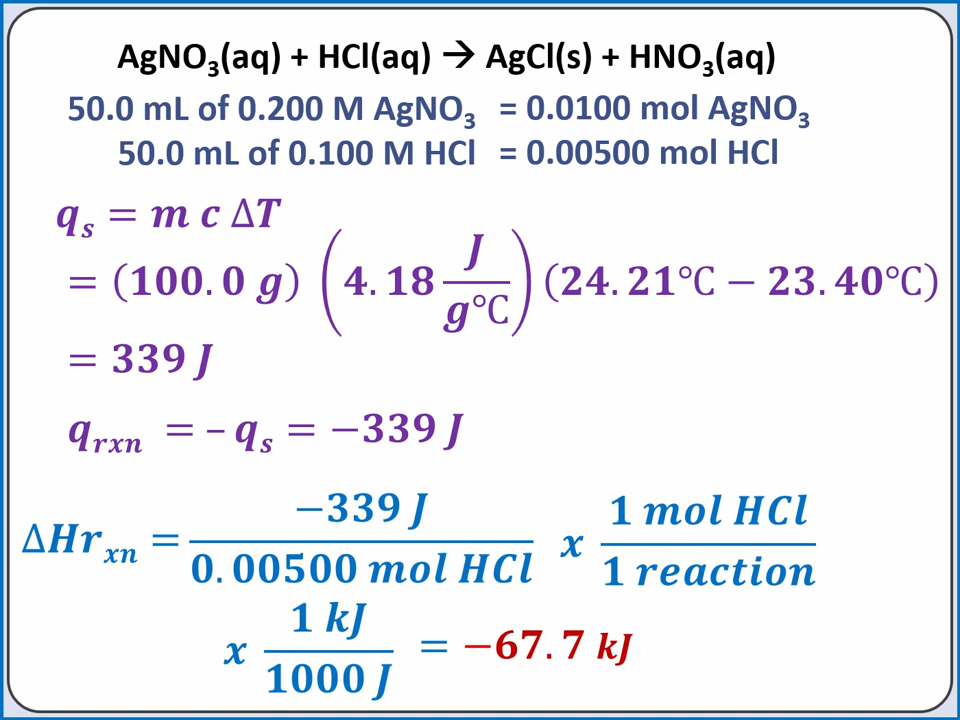 AgNO₃(aq) + HCl(aq) → AgCl(s) + HNO₃(aq)
50.0 mL of 0.200 M AgNO₃ = 0.0100 mol AgNO₃
50.0 mL of 0.100 M HCl = 0.00500 mol HCl
qₛ = m c ΔT
= (100.0 g) (4.18 J/g°C) (24.21°C − 23.40°C)
= 339 J
q_rxn = – qₛ = −339 J
ΔHr_xn = −339 J / 0.00500 mol HCl x 1 mol HCl / 1 reaction
x 1 kJ / 1000 J = −67.7 kJ